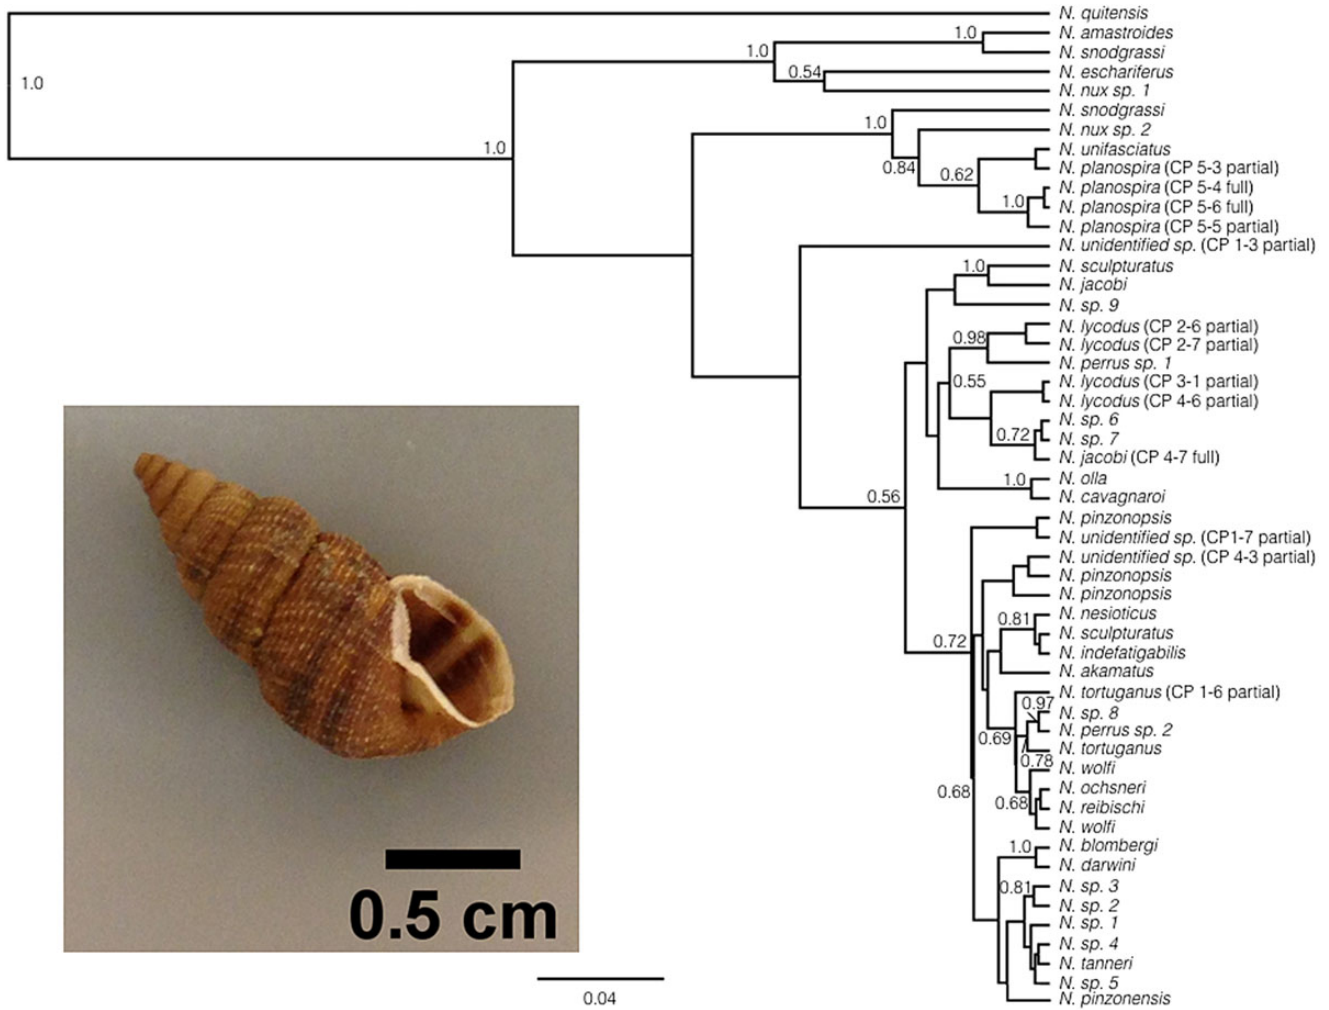 N. quitensis
1.0
N. amastroides
1.0
N. snodgrassi
1.0
N. eschariferus
0.54
N. nux sp. 1
N. snodgrassi
1.0
N. nux sp. 2
1.0
N. unifasciatus
0.84
N. planospira (CP 5-3 partial)
0.62
N. planospira (CP 5-4 full)
1.0
N. planospira (CP 5-6 full)
N. planospira (CP 5-5 partial)
N. unidentified sp. (CP 1-3 partial)
1.0
N. sculpturatus
N. jacobi
N. sp. 9
N. lycodus (CP 2-6 partial)
0.98
N. lycodus (CP 2-7 partial)
N. perrus sp. 1
0.55
N. lycodus (CP 3-1 partial)
N. lycodus (CP 4-6 partial)
N. sp. 6
0.72
N. sp. 7
N. jacobi (CP 4-7 full)
1.0
N. olla
0.56
N. cavagnaroi
N. pinzonopsis
N. unidentified sp. (CP1-7 partial)
N. unidentified sp. (CP 4-3 partial)
N. pinzonopsis
N. pinzonopsis
0.81
N. nesioticus
N. sculpturatus
0.72
N. indefatigabilis
N. akamatus
N. tortuganus (CP 1-6 partial)
0.97
N. sp. 8
N. perrus sp. 2
0.69
N. tortuganus
0.78
N. wolfi
0.68
N. ochsneri
0.68
N. reibischi
N. wolfi
1.0
N. blombergi
N. darwini
0.81
N. sp. 3
N. sp. 2
N. sp. 1
N. sp. 4
N. tanneri
N. sp. 5
N. pinzonensis
0.5 cm
0.04